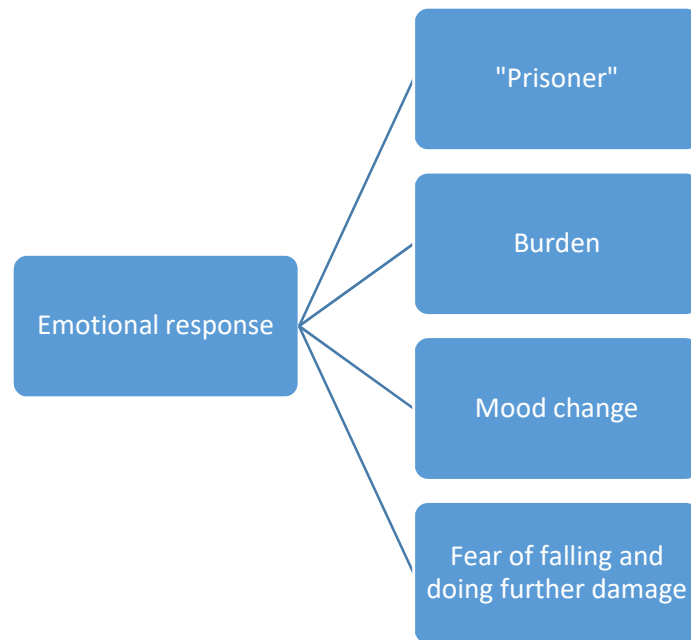 "Prisoner"
Burden
Emotional response
Mood change
Fear of falling and
doing further damage